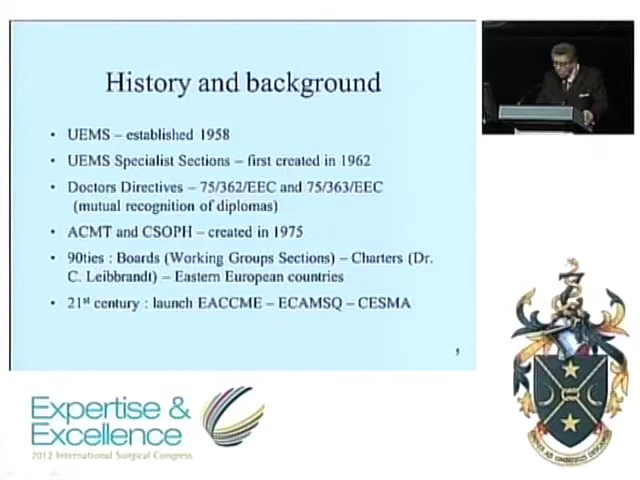 History and background
• UEMS – established 1958
• UEMS Specialist Sections – first created in 1962
• Doctors Directives – 75/362/EEC and 75/363/EEC
(mutual recognition of diplomas)
• ACMT and CSOPH – created in 1975
• 90ties : Boards (Working Groups Sections) – Charters (Dr.
C. Leibbrandt) – Eastern European countries
• 21st century : launch EACCME – ECAMSQ – CESMA
5
Expertise &
Excellence
2012 International Surgical Congress